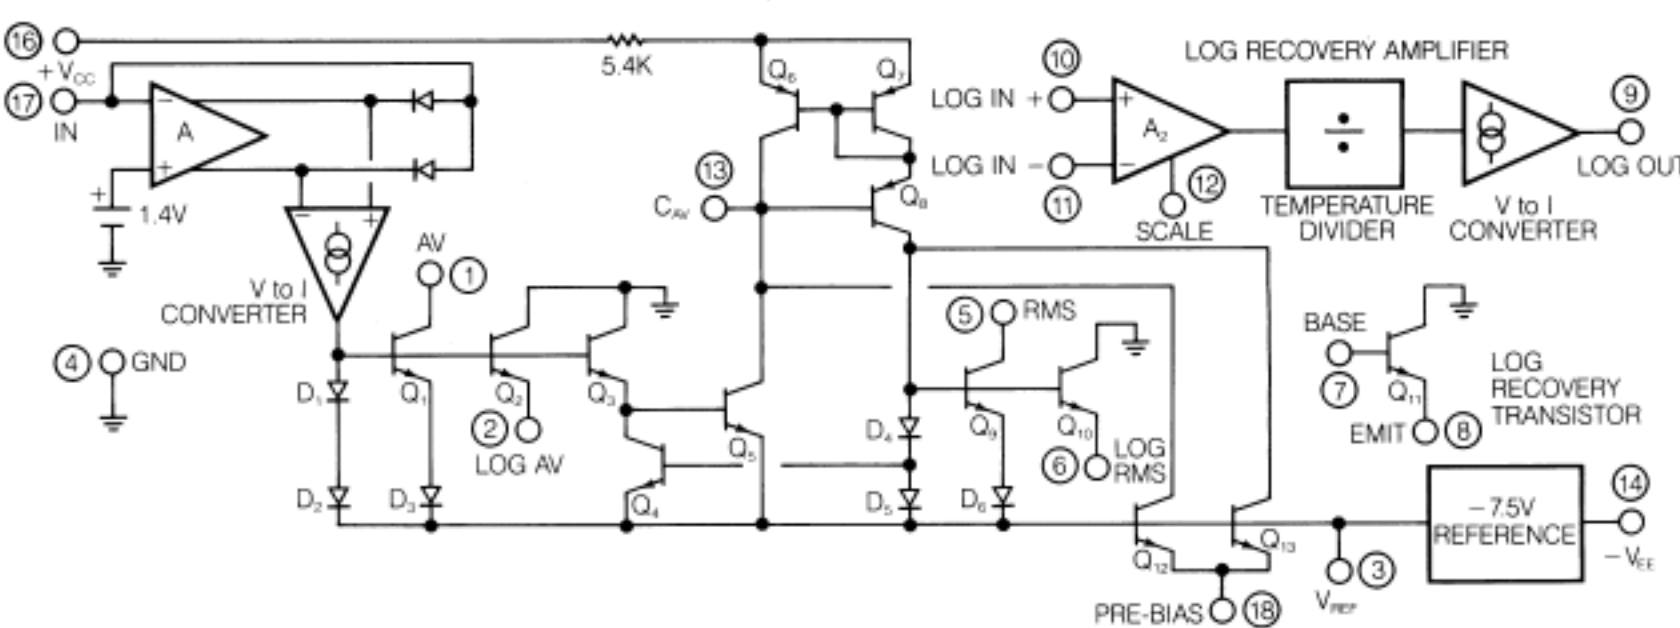 16
+VCC
5.4K
Q6
Q7
10
LOG RECOVERY AMPLIFIER
17
IN
−
A
+
LOG IN +
+
A2
−
÷
9
LOG OUT
LOG IN −
11
12
SCALE
TEMPERATURE
DIVIDER
V to I
CONVERTER
+
1.4V
13
CAV
Q8
− +
AV
1
V to I
CONVERTER
4
GND
D1
Q1
Q2
Q3
2
LOG AV
Q5
D2
D3
Q4
5
RMS
D4
Q9
Q10
6
LOG
RMS
D5
D6
BASE
7
Q11
EMIT
8
LOG
RECOVERY
TRANSISTOR
−7.5V
REFERENCE
14
−VEE
Q12
Q13
PRE-BIAS
18
VREF
3